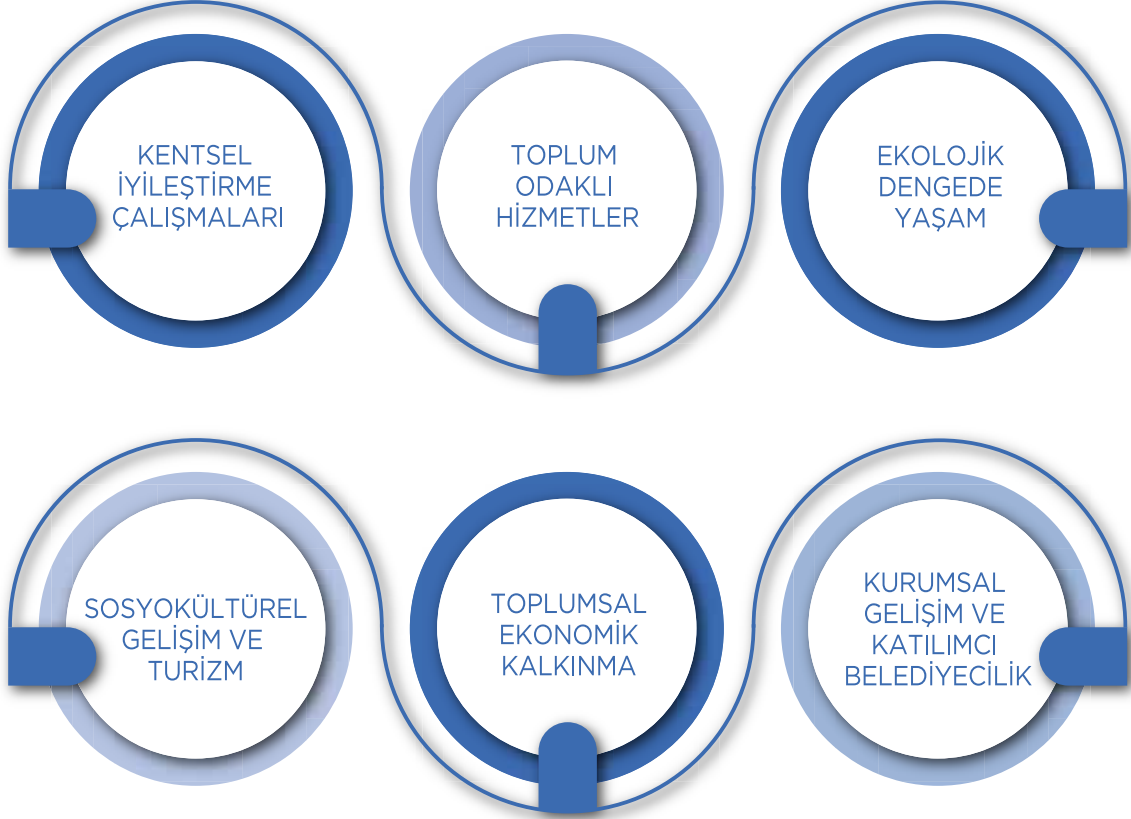 KENTSEL
İYİLEŞTİRME
ÇALIŞMALARI
TOPLUM
ODAKLI
HİZMETLER
EKOLOJİK
DENGEDE
YAŞAM
SOSYOKÜLTÜREL
GELİŞİM VE
TURİZM
TOPLUMSAL
EKONOMİK
KALKINMA
KURUMSAL
GELİŞİM VE
KATILIMCI
BELEDİYECİLİK